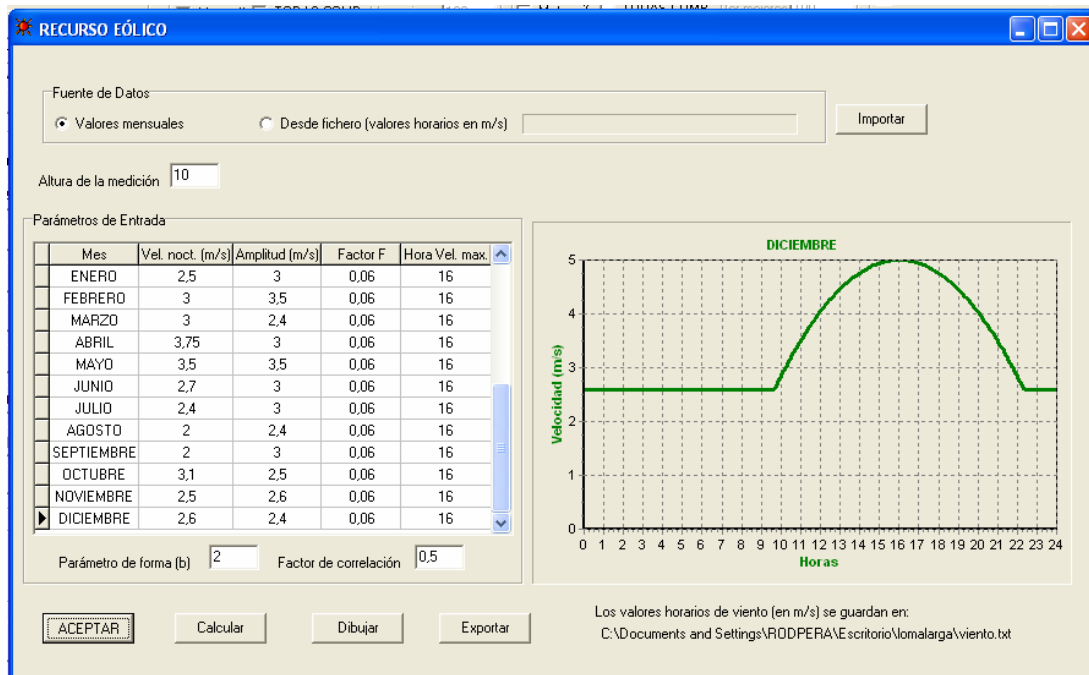 RECURSO EÓLICO
Fuente de Datos
Valores mensuales
Desde fichero (valores horarios en m/s)
Importar
Altura de la medición 10
Parámetros de Entrada
Mes Vel. noct. (m/s) Amplitud (m/s) Factor F Hora Vel. max.
ENERO 2,5 3 0,06 16
FEBRERO 3 3,5 0,06 16
MARZO 3 2,4 0,06 16
ABRIL 3,75 3 0,06 16
MAYO 3,5 3,5 0,06 16
JUNIO 2,7 3 0,06 16
JULIO 2,4 3 0,06 16
AGOSTO 2 2,4 0,06 16
SEPTIEMBRE 2 3 0,06 16
OCTUBRE 3,1 2,5 0,06 16
NOVIEMBRE 2,5 2,6 0,06 16
DICIEMBRE 2,6 2,4 0,06 16
Parámetro de forma (b) 2 Factor de correlación 0,5
DICIEMBRE
Velocidad (m/s)
5
4
3
2
1
0
0 1 2 3 4 5 6 7 8 9 10 11 12 13 14 15 16 17 18 19 20 21 22 23 24
Horas
ACEPTAR Calcular Dibujar Exportar
Los valores horarios de viento (en m/s) se guardan en:
C:\Documents and Settings\RODPERA\Escritorio\lomalarga\viento.txt